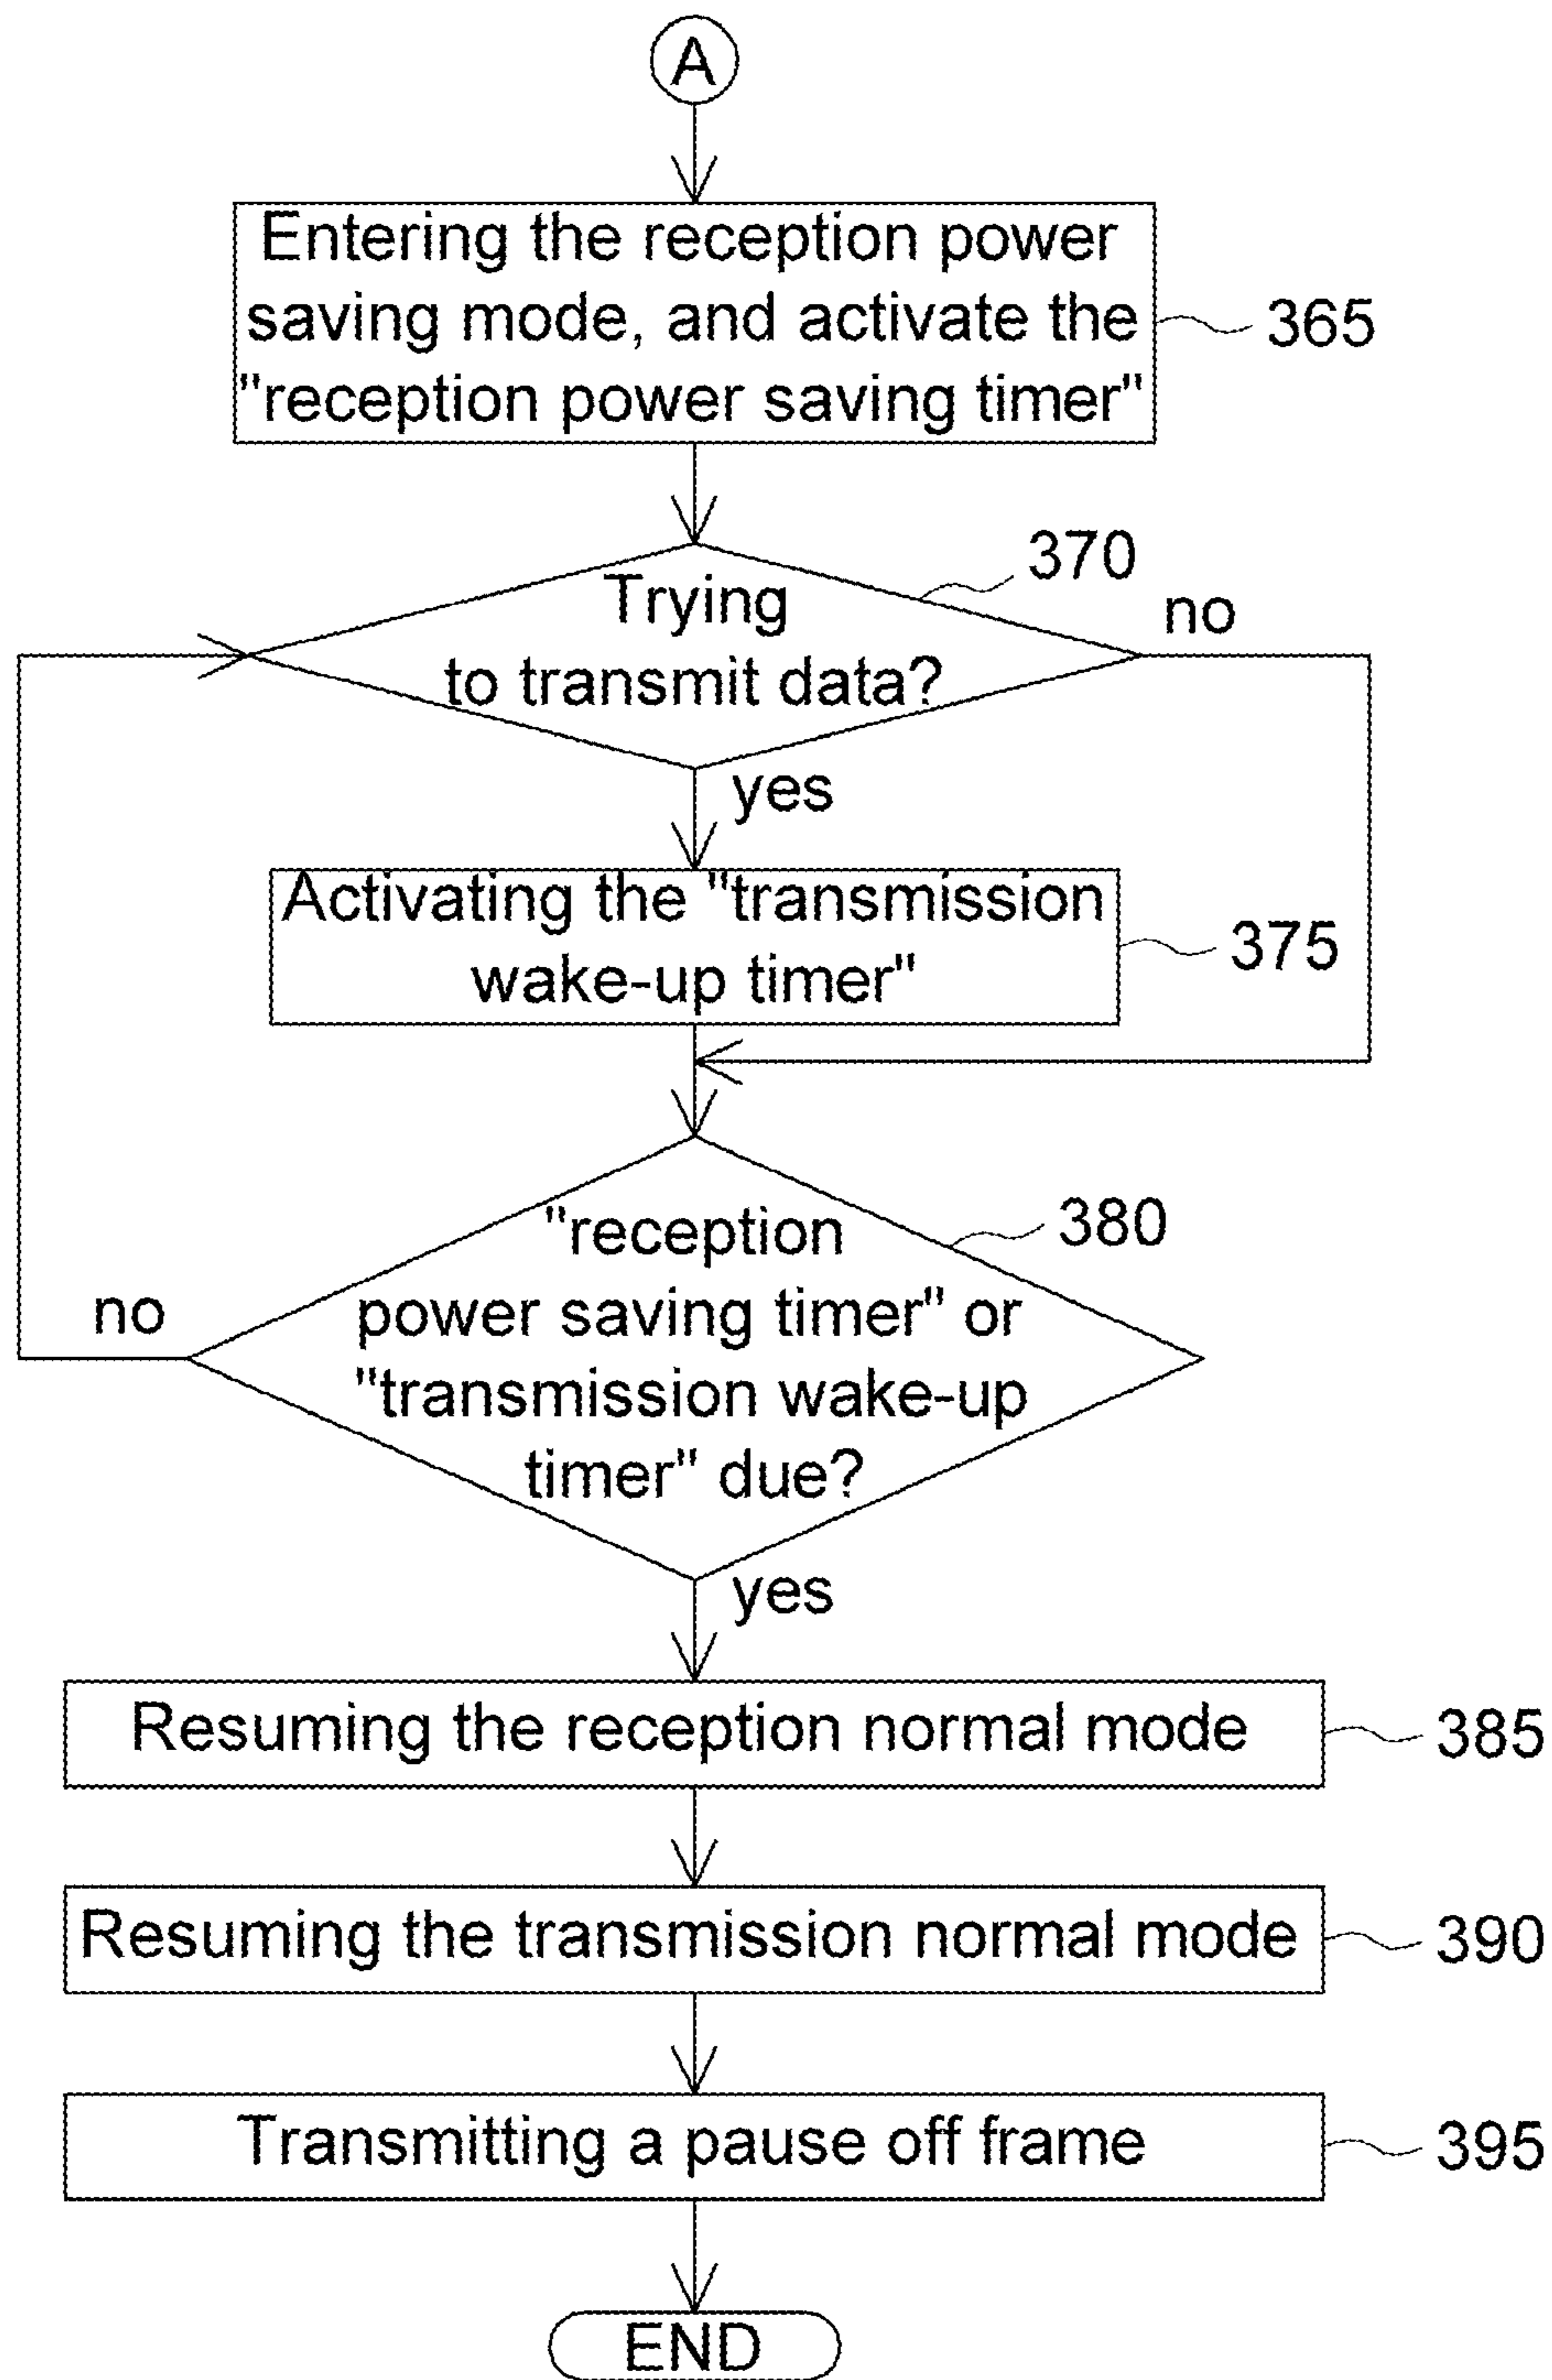 A
Entering the reception power
saving mode, and activate the
"reception power saving timer"
365
370
Trying
to transmit data?
no
yes
Activating the "transmission
wake-up timer"
375
380
"reception
power saving timer" or
"transmission wake-up
timer" due?
no
yes
Resuming the reception normal mode
385
Resuming the transmission normal mode
390
Transmitting a pause off frame
395
END